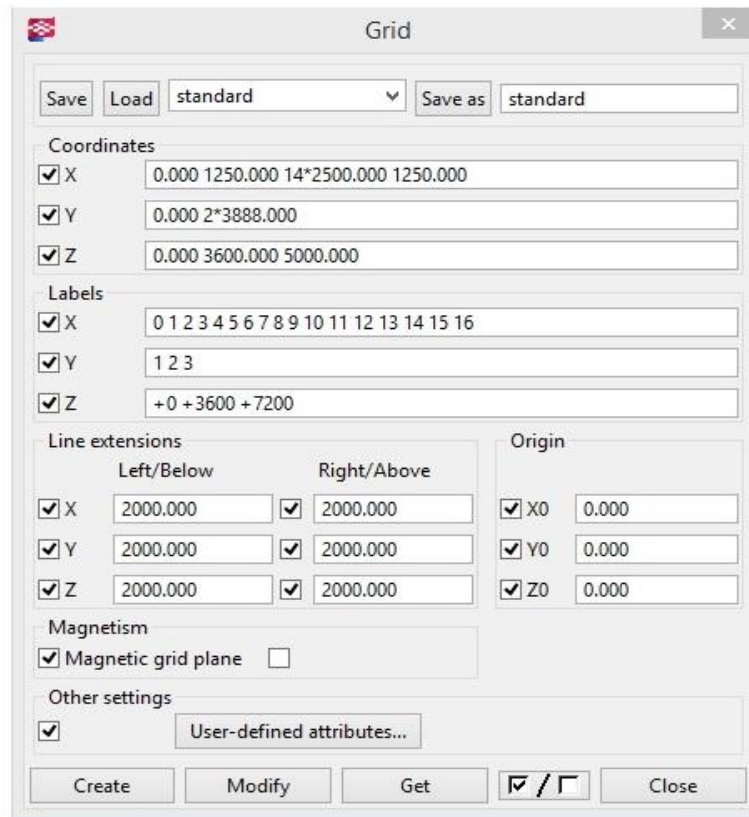 Grid
Save Load standard Save as standard
Coordinates
X 0.000 1250.000 14*2500.000 1250.000
Y 0.000 2*3888.000
Z 0.000 3600.000 5000.000
Labels
X 0 1 2 3 4 5 6 7 8 9 10 11 12 13 14 15 16
Y 1 2 3
Z +0 +3600 +7200
Line extensions Origin
Left/Below Right/Above
X 2000.000 2000.000 X0 0.000
Y 2000.000 2000.000 Y0 0.000
Z 2000.000 2000.000 Z0 0.000
Magnetism
Magnetic grid plane
Other settings
User-defined attributes...
Create Modify Get / Close